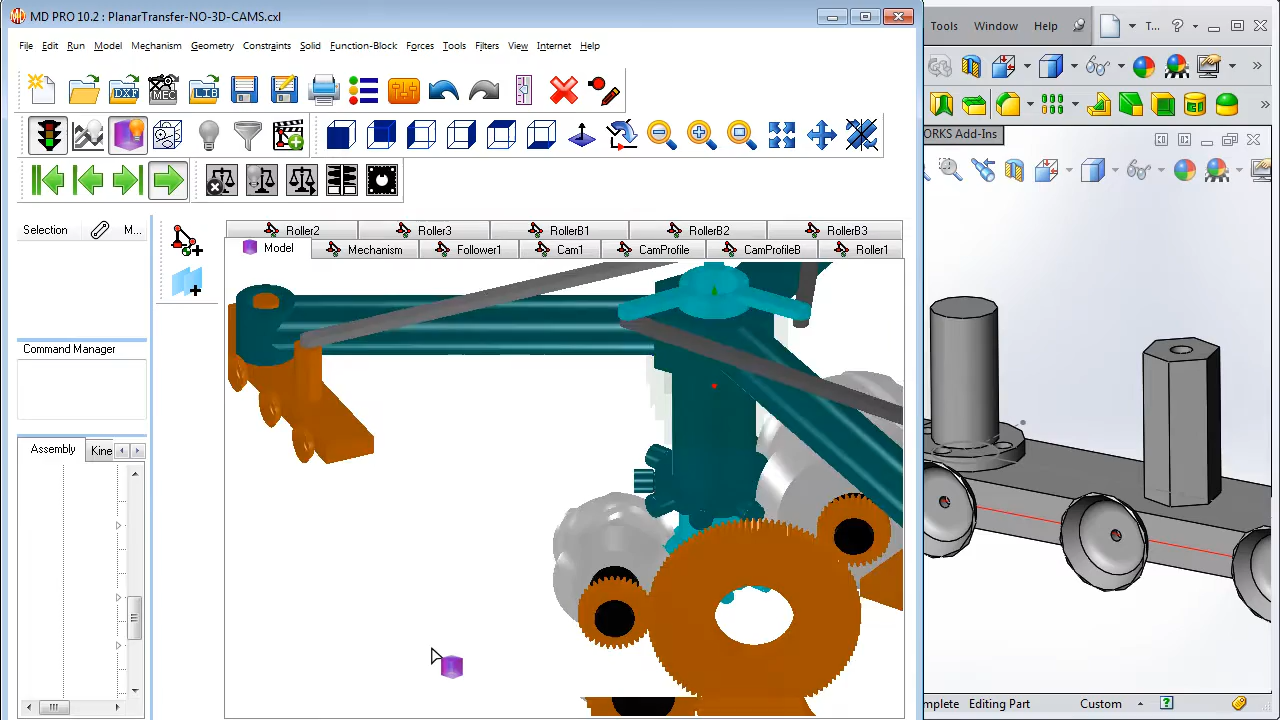 MD PRO 10.2 : PlanarTransfer-NO-3D-CAMS.cxl
File Edit Run Model Mechanism Geometry Constraints Solid Function-Block Forces Tools Filters View Internet Help
Tools Window Help T... ?
DXF MEC LIB
ORKS Add-Ins
Selection M...
Roller2 Roller3 RollerB1 RollerB2 RollerB3
Model Mechanism Follower1 Cam1 CamProfile CamProfileB Roller1
Command Manager
Assembly Kine
mplete Editing Part Custom ?